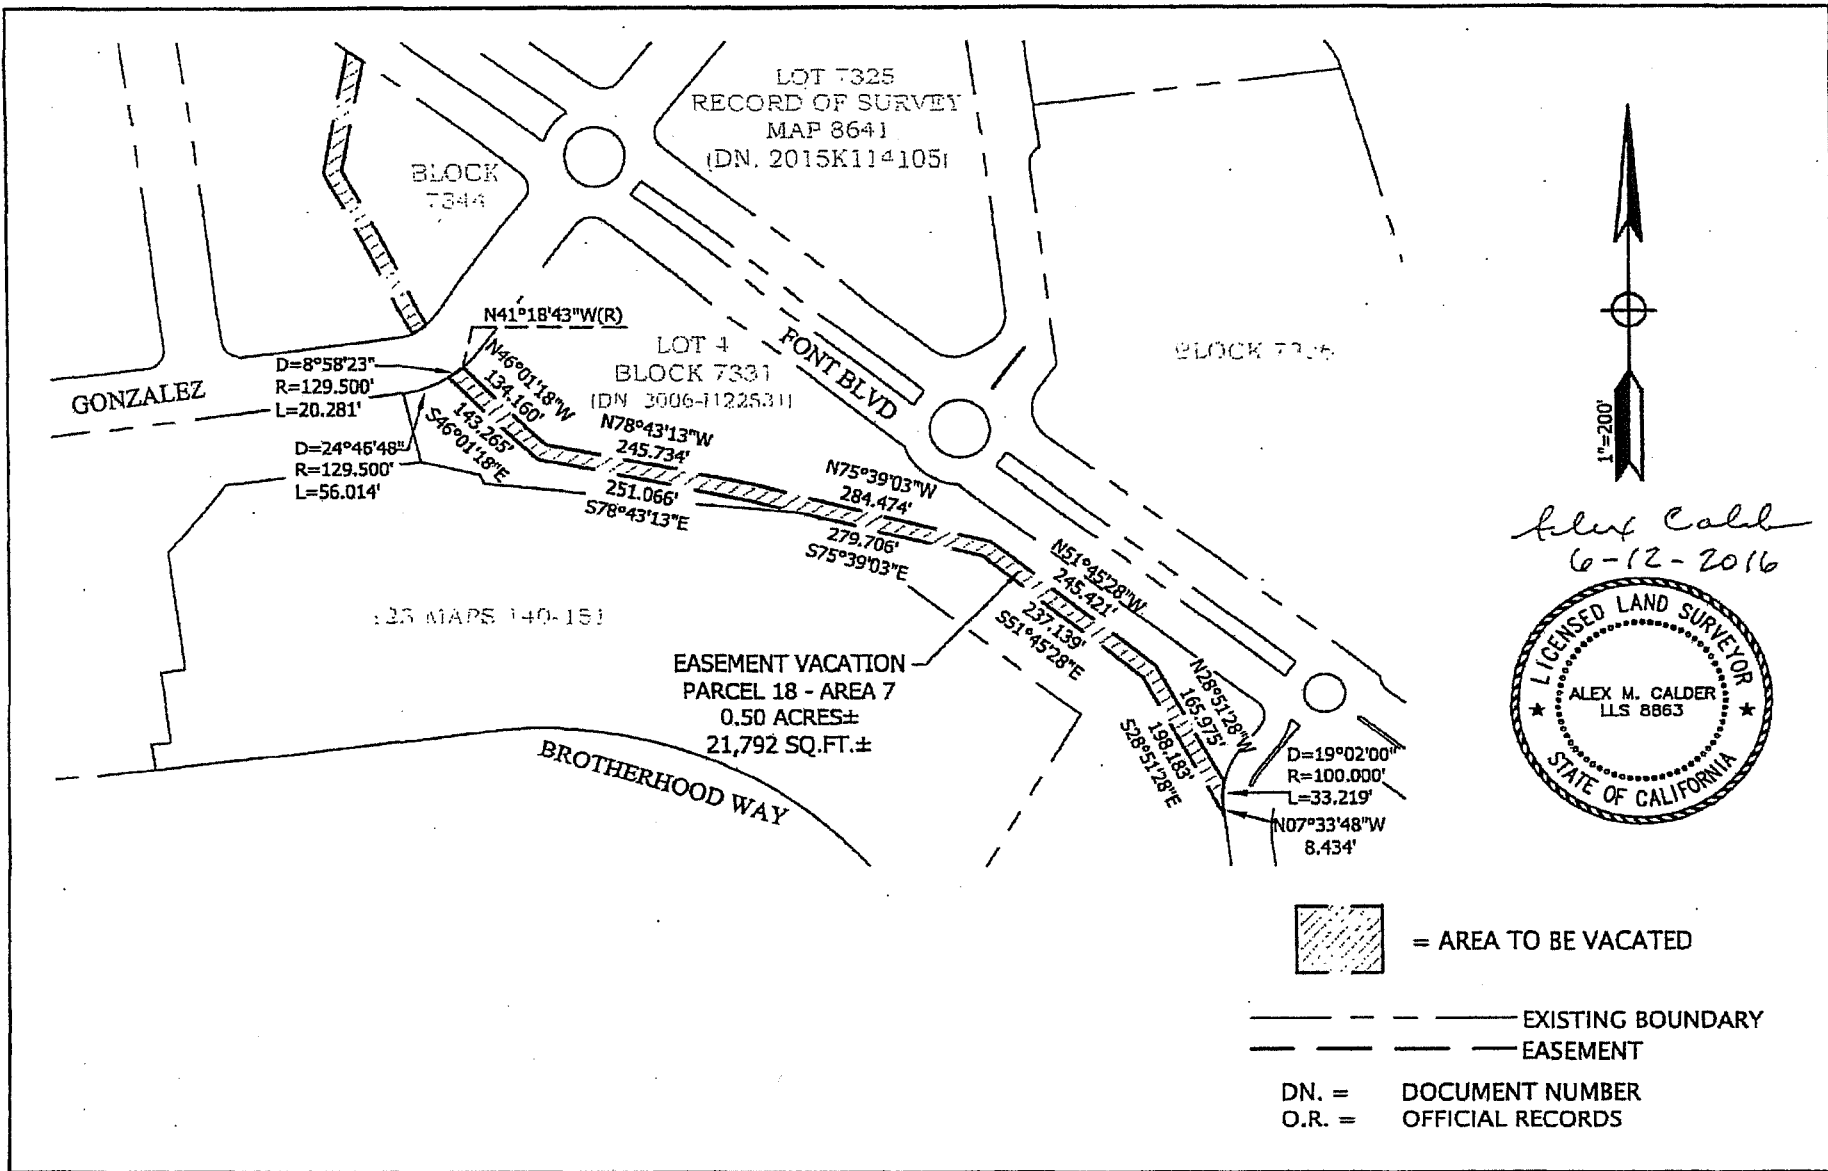 LOT 7325
RECORD OF SURVEY
MAP 8641
(DN. 2015K114105)
BLOCK
7344
N41°18'43"W(R)
D=8°58'23"
R=129.500'
L=20.281'
GONZALEZ
N46°01'18"W
134.160'
143.265'
S46°01'18"E
LOT 4
BLOCK 7331
FONT BLVD
BLOCK
D=24°46'48"
R=129.500'
L=56.014'
N78°43'13"W
245.734'
251.066'
S78°43'13"E
N75°39'03"W
284.474'
279.706'
S75°39'03"E
N51°45'28"W
245.421'
237.139'
S51°45'28"E
MAPS 140-151
EASEMENT VACATION
PARCEL 18 - AREA 7
0.50 ACRES±
21,792 SQ.FT.±
BROTHERHOOD WAY
N28°51'28"W
165.975'
198.183'
S28°51'28"E
D=19°02'00"
R=100.000'
L=33.219'
N07°33'48"W
8.434'
1"=200'
6-12-2016
LICENSED LAND SURVEYOR
ALEX M. CALDER
LLS 8863
STATE OF CALIFORNIA
= AREA TO BE VACATED
EXISTING BOUNDARY
EASEMENT
DN. = DOCUMENT NUMBER
O.R. = OFFICIAL RECORDS